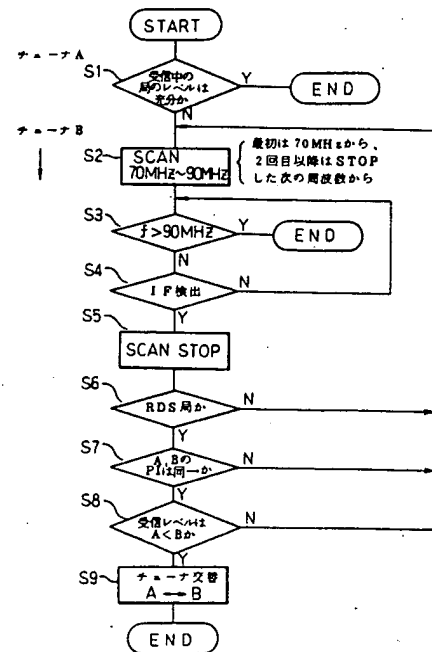 START
チューナA
S1
受信中の
局のレベルは
充分か
Y
END
N
チューナB
S2
SCAN
70MHz~90MHz
最初は70MHzから、
2回目以降はSTOP
した次の周波数から
S3
f>90MHz
Y
END
N
S4
IF検出
N
Y
S5
SCAN STOP
S6
RDS局か
N
Y
S7
A、Bの
PIは同一か
N
Y
S8
受信レベルは
A<Bか
N
Y
S9
チューナ交替
A ↔ B
END